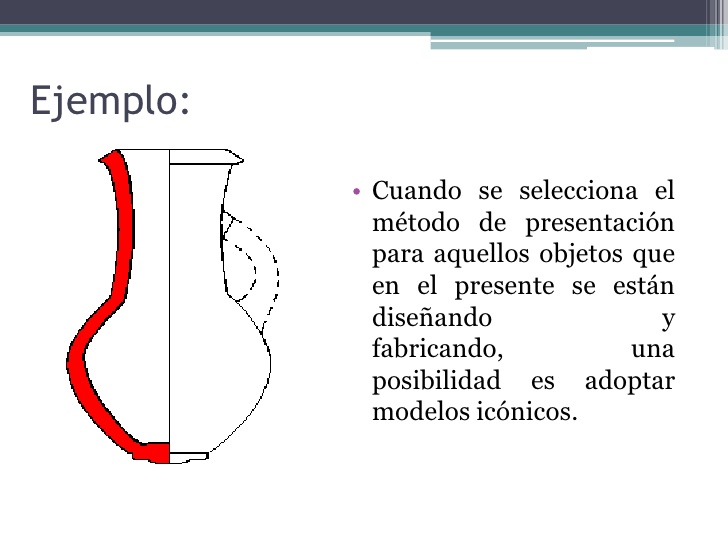 Ejemplo:
• Cuando se selecciona el
método de presentación
para aquellos objetos que
en el presente se están
diseñando y
fabricando, una
posibilidad es adoptar
modelos icónicos.